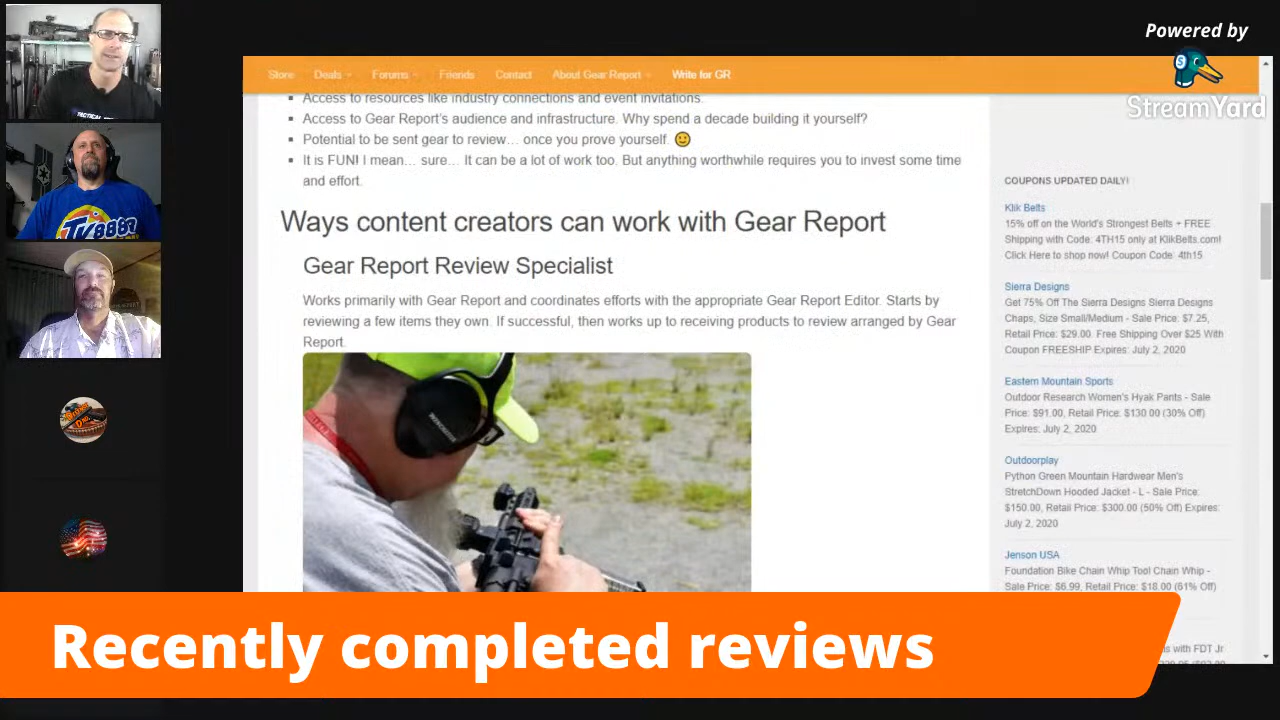 Powered by
StreamYard
Store Deals Forums Friends Contact About Gear Report Write for GR
Access to resources like industry connections and event invitations.
Access to Gear Report's audience and infrastructure. Why spend a decade building it yourself?
Potential to be sent gear to review… once you prove yourself.
It is FUN! I mean… sure… It can be a lot of work too. But anything worthwhile requires you to invest some time
and effort.
Ways content creators can work with Gear Report
Gear Report Review Specialist
Works primarily with Gear Report and coordinates efforts with the appropriate Gear Report Editor. Starts by
reviewing a few items they own. If successful, then works up to receiving products to review arranged by Gear
Report.
COUPONS UPDATED DAILY!
Klik Belts
15% off on the World's Strongest Belts + FREE
Shipping with Code: 4TH15 only at KlikBelts.com!
Click Here to shop now! Coupon Code: 4th15
Sierra Designs
Get 75% Off The Sierra Designs Sierra Designs
Chaps, Size Small/Medium - Sale Price: $7.25,
Retail Price: $29.00. Free Shipping Over $25 With
Coupon FREESHIP Expires: July 2, 2020
Eastern Mountain Sports
Outdoor Research Women's Hyak Pants - Sale
Price: $91.00, Retail Price: $130.00 (30% Off)
Expires: July 2, 2020
Outdoorplay
Python Green Mountain Hardwear Men's
StretchDown Hooded Jacket - L - Sale Price:
$150.00, Retail Price: $300.00 (50% Off) Expires:
July 2, 2020
Jenson USA
Foundation Bike Chain Whip Tool Chain Whip -
Sale Price: $6.99, Retail Price: $18.00 (61% Off)
s with FDT Jr.
Recently completed reviews